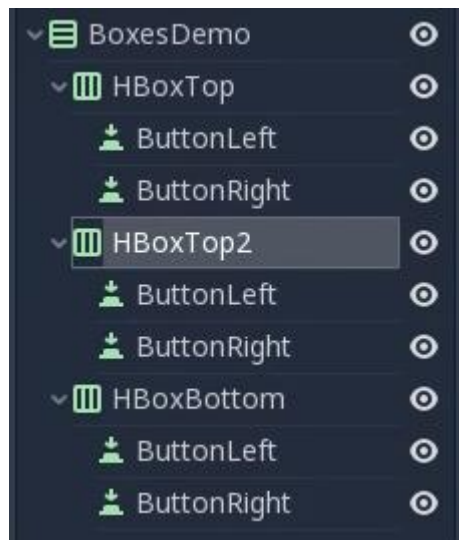 BoxesDemo
HBoxTop
ButtonLeft
ButtonRight
HBoxTop2
ButtonLeft
ButtonRight
HBoxBottom
ButtonLeft
ButtonRight